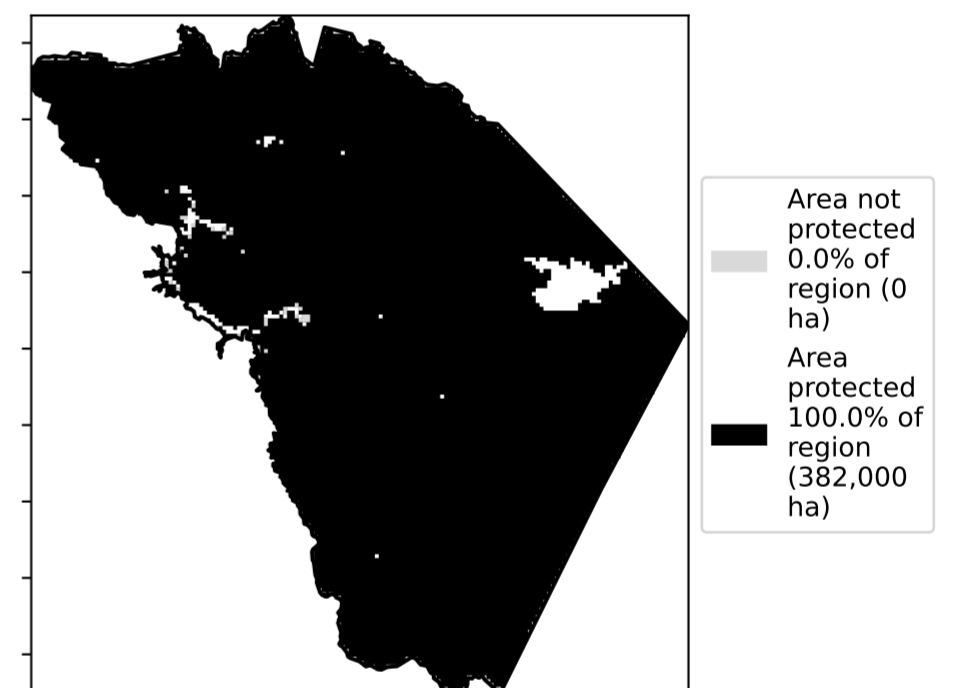 Area not
protected
0.0% of
region (0
ha)
Area
protected
100.0% of
region
(382,000
ha)